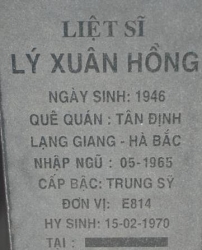 LIỆT SĨ
LÝ XUÂN HỒNG
NGÀY SINH: 1946
QUÊ QUÁN : TÂN ĐỊNH
LẠNG GIANG - HÀ BẮC
NHẬP NGŨ : 05-1965
CẤP BẬC: TRUNG SỸ
ĐƠN VỊ: E814
HY SINH: 15-02-1970
TẠI :